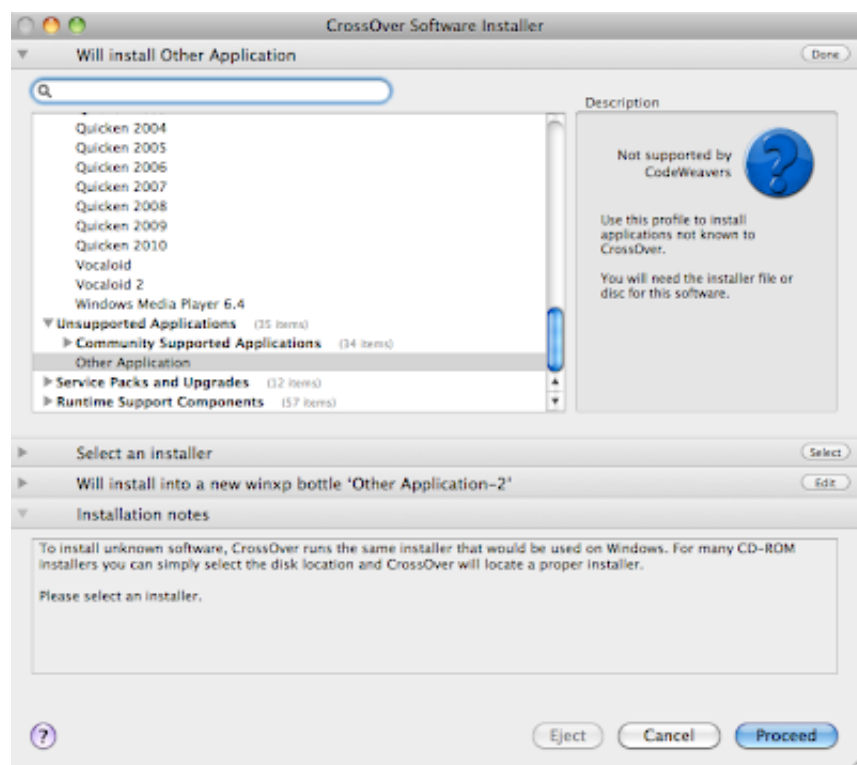 CrossOver Software Installer
Will install Other Application
Done
Description
Quicken 2004
Quicken 2005
Quicken 2006
Quicken 2007
Quicken 2008
Quicken 2009
Quicken 2010
Vocaloid
Vocaloid 2
Windows Media Player 6.4
Unsupported Applications (35 items)
Community Supported Applications (34 items)
Other Application
Service Packs and Upgrades (12 items)
Runtime Support Components (57 items)
Not supported by
CodeWeavers
?
Use this profile to install
applications not known to
CrossOver.
You will need the installer file or
disc for this software.
Select an installer
Select
Will install into a new winxp bottle 'Other Application-2'
Edit
Installation notes
To install unknown software, CrossOver runs the same installer that would be used on Windows. For many CD-ROM
installers you can simply select the disk location and CrossOver will locate a proper installer.
Please select an installer.
?
Eject
Cancel
Proceed